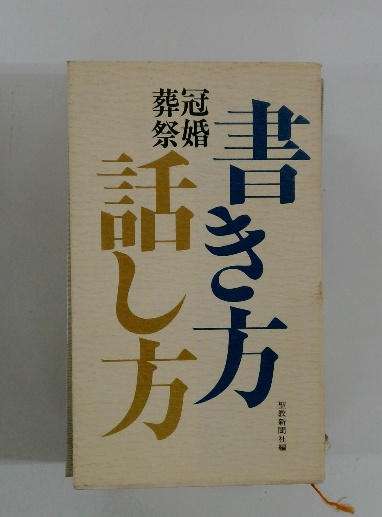 冠婚
葬祭
書き方
話し方
聖教新聞社編